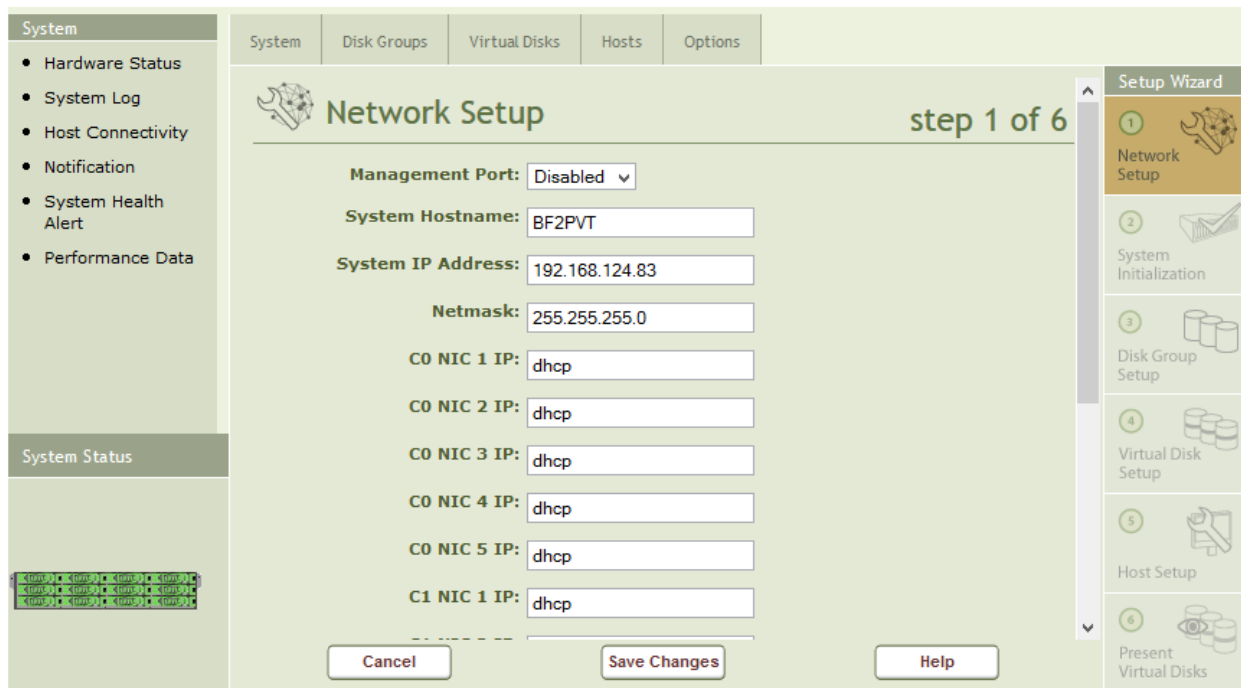 System
Hardware Status
System Log
Host Connectivity
Notification
System Health
Alert
Performance Data
System Status
System
Disk Groups
Virtual Disks
Hosts
Options
Network Setup
step 1 of 6
Management Port: Disabled
System Hostname: BF2PVT
System IP Address: 192.168.124.83
Netmask: 255.255.255.0
C0 NIC 1 IP: dhcp
C0 NIC 2 IP: dhcp
C0 NIC 3 IP: dhcp
C0 NIC 4 IP: dhcp
C0 NIC 5 IP: dhcp
C1 NIC 1 IP: dhcp
Cancel
Save Changes
Help
Setup Wizard
1
Network
Setup
2
System
Initialization
3
Disk Group
Setup
4
Virtual Disk
Setup
5
Host Setup
6
Present
Virtual Disks